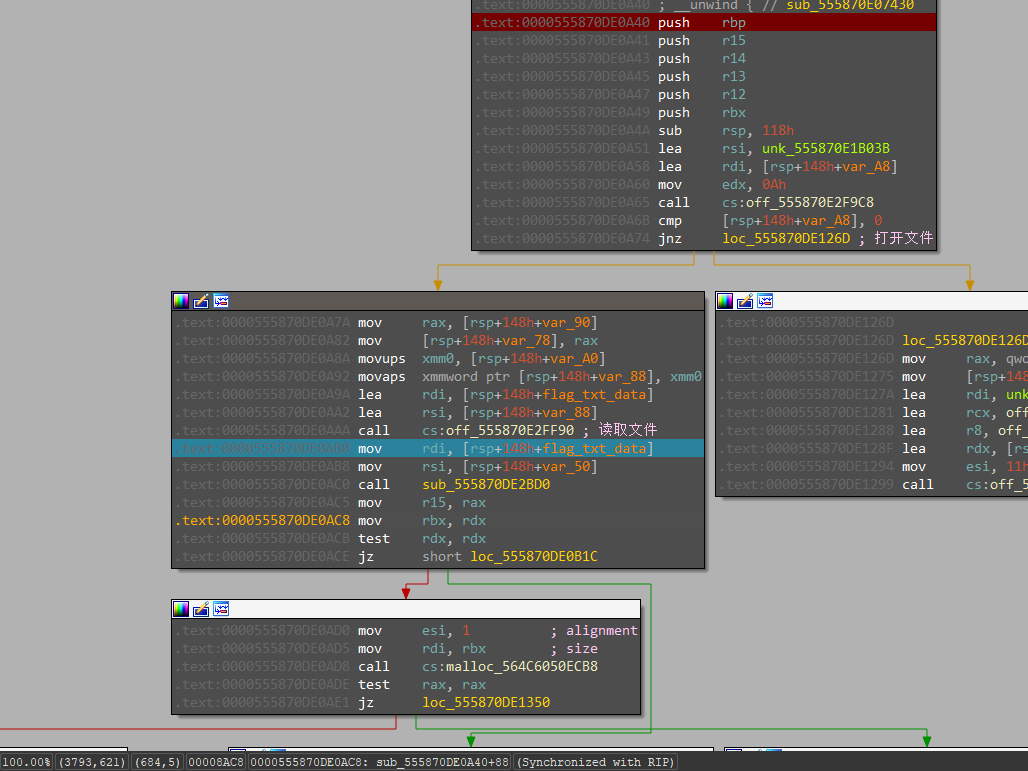 .text:0000555870DE0A40 ; __unwind { // sub_555870E07430
.text:0000555870DE0A40 push rbp
.text:0000555870DE0A41 push r15
.text:0000555870DE0A43 push r14
.text:0000555870DE0A45 push r13
.text:0000555870DE0A47 push r12
.text:0000555870DE0A49 push rbx
.text:0000555870DE0A4A sub rsp, 118h
.text:0000555870DE0A51 lea rsi, unk_555870E1B03B
.text:0000555870DE0A58 lea rdi, [rsp+148h+var_A8]
.text:0000555870DE0A60 mov edx, 0Ah
.text:0000555870DE0A65 call cs:off_555870E2F9C8
.text:0000555870DE0A6B cmp [rsp+148h+var_A8], 0
.text:0000555870DE0A74 jnz loc_555870DE126D ; 打开文件
.text:0000555870DE0A7A mov rax, [rsp+148h+var_90]
.text:0000555870DE0A82 mov [rsp+148h+var_78], rax
.text:0000555870DE0A8A movups xmm0, [rsp+148h+var_A0]
.text:0000555870DE0A92 movaps xmmword ptr [rsp+148h+var_88], xmm0
.text:0000555870DE0A9A lea rdi, [rsp+148h+flag_txt_data]
.text:0000555870DE0AA2 lea rsi, [rsp+148h+var_88]
.text:0000555870DE0AAA call cs:off_555870E2FF90 ; 读取文件
.text:0000555870DE0AB0 mov rdi, [rsp+148h+flag_txt_data]
.text:0000555870DE0AB8 mov rsi, [rsp+148h+var_50]
.text:0000555870DE0AC0 call sub_555870DE2BD0
.text:0000555870DE0AC5 mov r15, rax
.text:0000555870DE0AC8 mov rbx, rdx
.text:0000555870DE0ACB test rdx, rdx
.text:0000555870DE0ACE jz short loc_555870DE0B1C
.text:0000555870DE126D
.text:0000555870DE126D loc_555870DE126D
.text:0000555870DE126D mov rax, qwo
.text:0000555870DE1275 mov [rsp+148
.text:0000555870DE127A lea rdi, unk
.text:0000555870DE1281 lea rcx, off
.text:0000555870DE1288 lea r8, off_
.text:0000555870DE128F lea rdx, [rs
.text:0000555870DE1294 mov esi, 11h
.text:0000555870DE1299 call cs:off_5
.text:0000555870DE0AD0 mov esi, 1 ; alignment
.text:0000555870DE0AD5 mov rdi, rbx ; size
.text:0000555870DE0AD8 call cs:malloc_564C6050ECB8
.text:0000555870DE0ADE test rax, rax
.text:0000555870DE0AE1 jz loc_555870DE1350
100.00% (3793,621) (684,5) 00008AC8 0000555870DE0AC8: sub_555870DE0A40+88 (Synchronized with RIP)